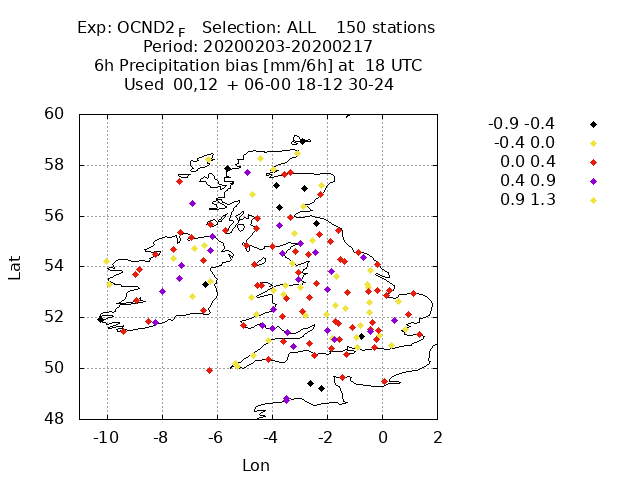 Exp: OCND2 F Selection: ALL 150 stations
Period: 20200203-20200217
6h Precipitation bias [mm/6h] at 18 UTC
Used 00,12 + 06-00 18-12 30-24
-0.9 -0.4
-0.4 0.0
0.0 0.4
0.4 0.9
0.9 1.3
60
58
56
54
52
50
48
Lat
-10 -8 -6 -4 -2 0 2
Lon